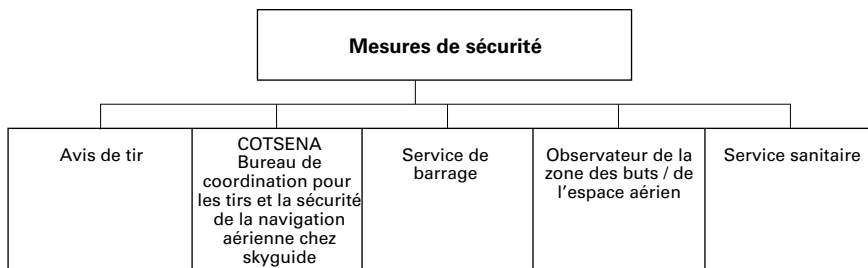 Mesures de sécurité
Avis de tir
COTSENA
Bureau de
coordination pour
les tirs et la sécurité
de la navigation
aérienne chez
skyguide
Service de
barrage
Observateur de la
zone des buts / de
l'espace aérien
Service sanitaire